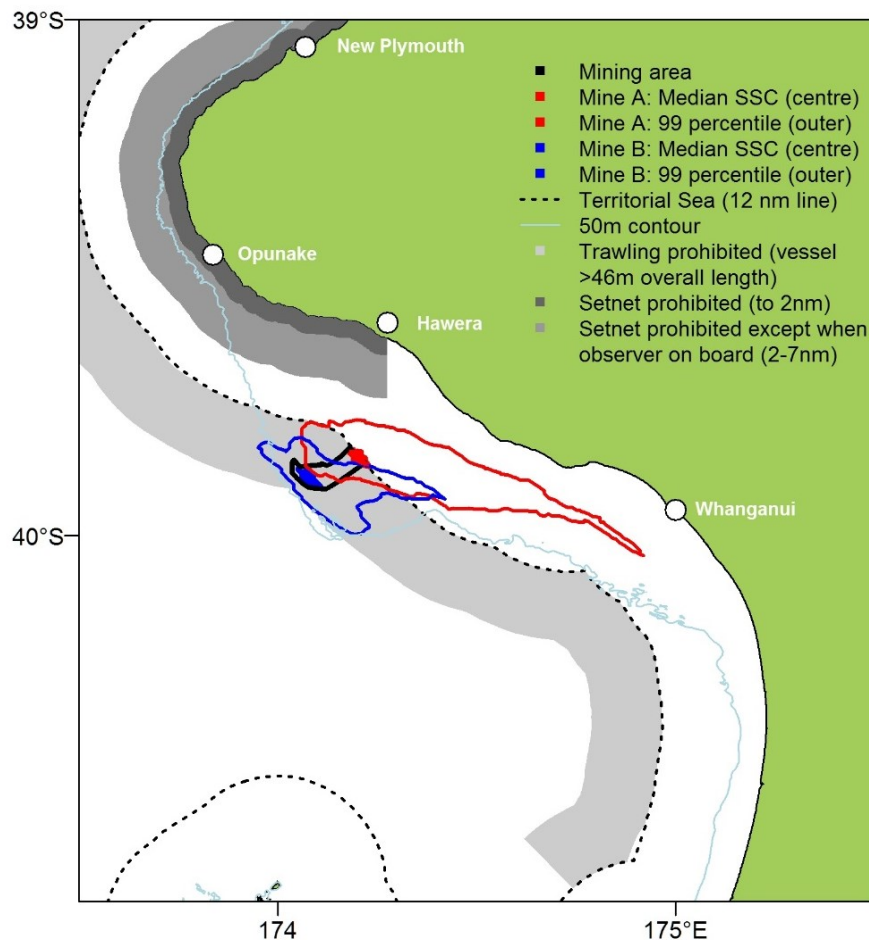 39°S
New Plymouth
Mining area
Mine A: Median SSC (centre)
Mine A: 99 percentile (outer)
Mine B: Median SSC (centre)
Mine B: 99 percentile (outer)
Territorial Sea (12 nm line)
50m contour
Trawling prohibited (vessel
>46m overall length)
Setnet prohibited (to 2nm)
Setnet prohibited except when
observer on board (2-7nm)
Opunake
Hawera
Whanganui
40°S
174
175°E